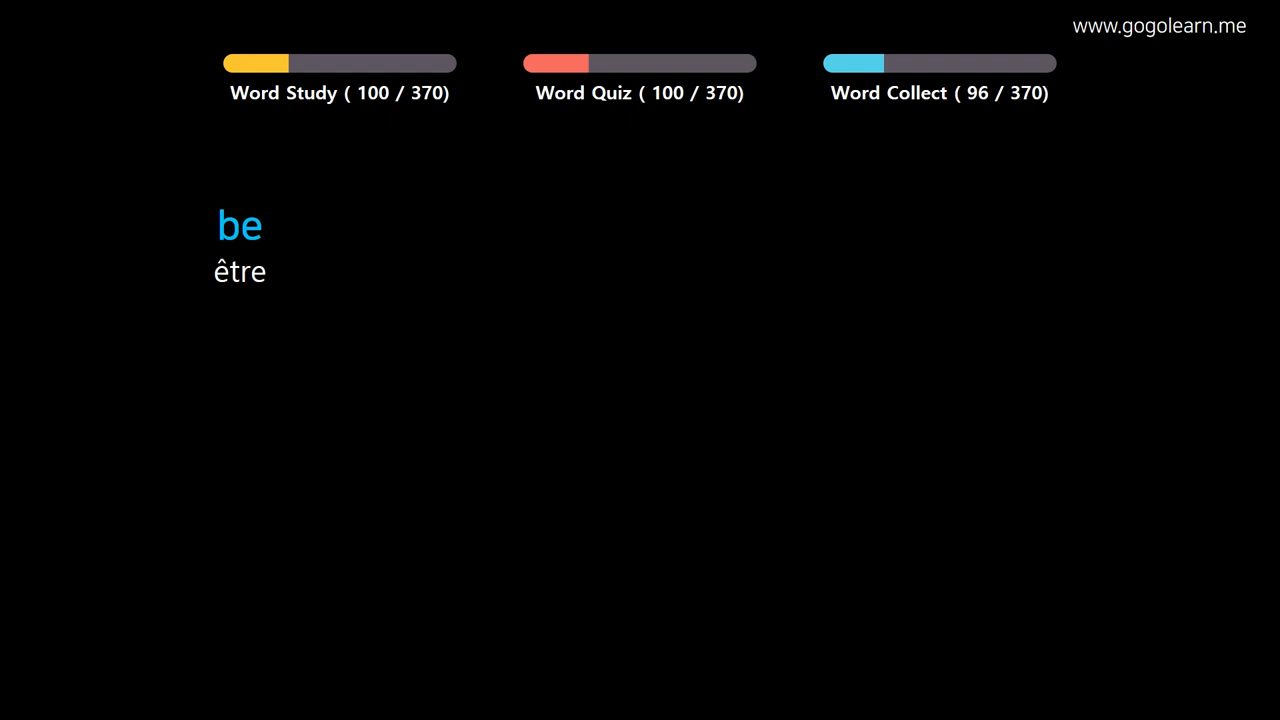 www.gogolearn.me
Word Study ( 100 / 370)
Word Quiz ( 100 / 370)
Word Collect ( 96 / 370)
be
être